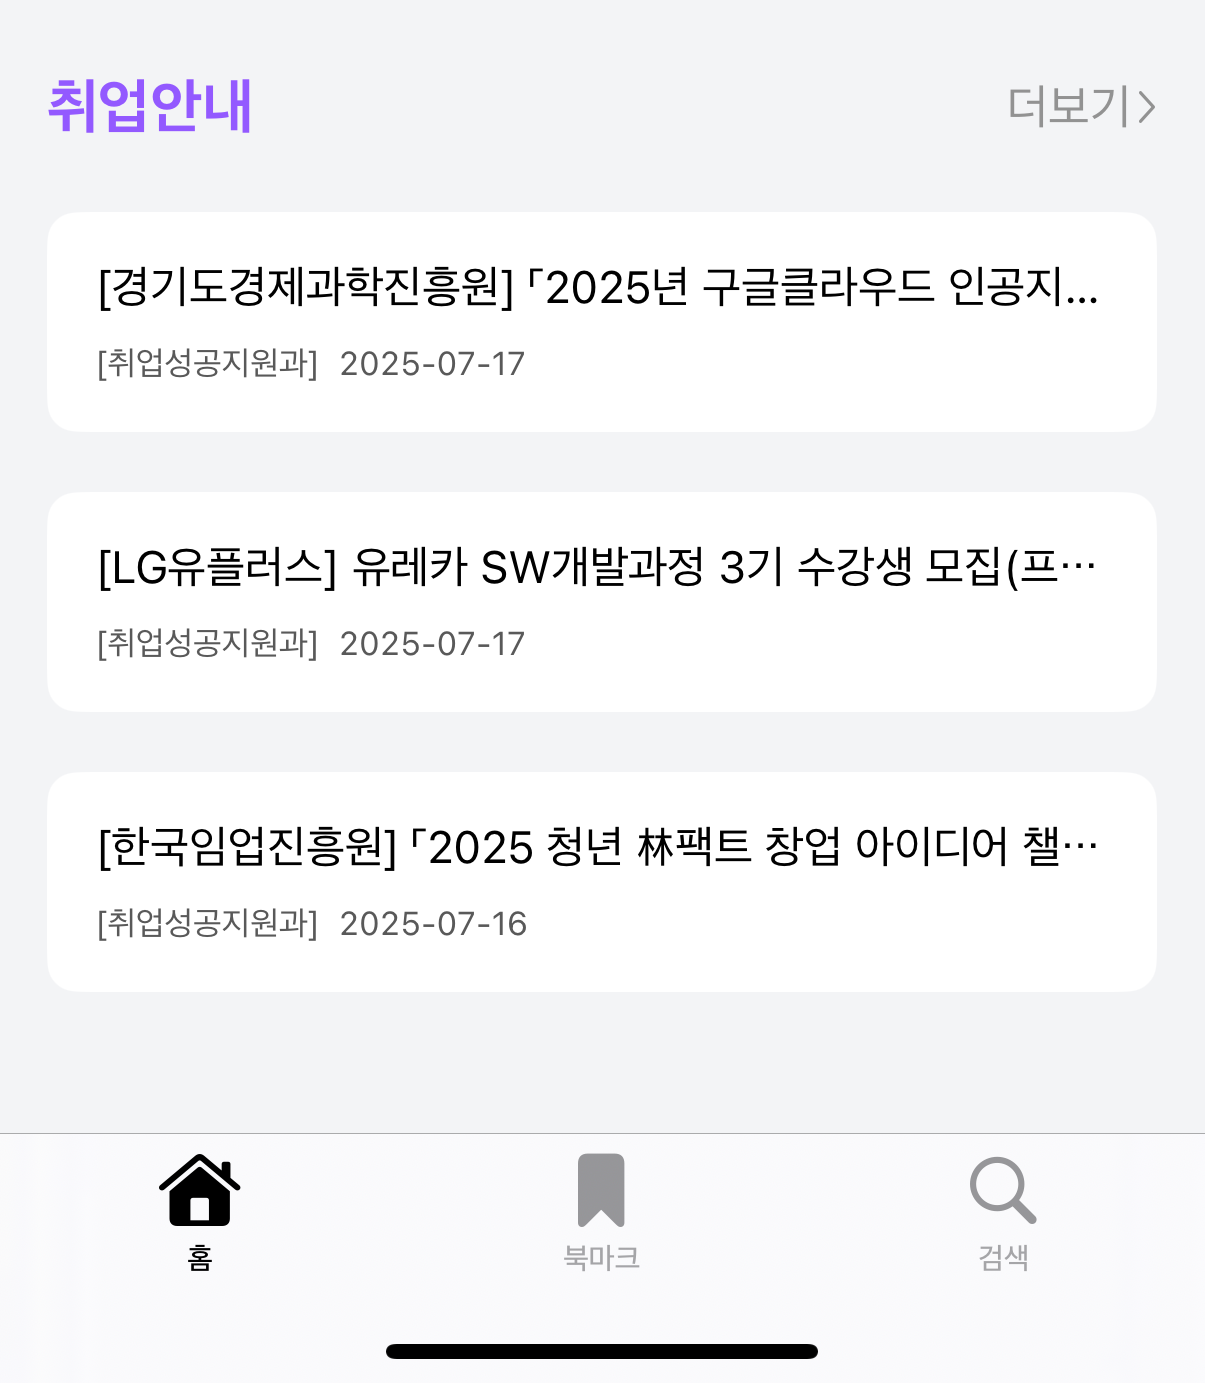 취업안내
더보기
[경기도경제과학진흥원] ｢2025년 구글클라우드 인공지...
[취업성공지원과] 2025-07-17
[LG유플러스] 유레카 SW개발과정 3기 수강생 모집(프…
[취업성공지원과] 2025-07-17
[한국임업진흥원] ｢2025 청년 林팩트 창업 아이디어 챌…
[취업성공지원과] 2025-07-16
홈
북마크
검색